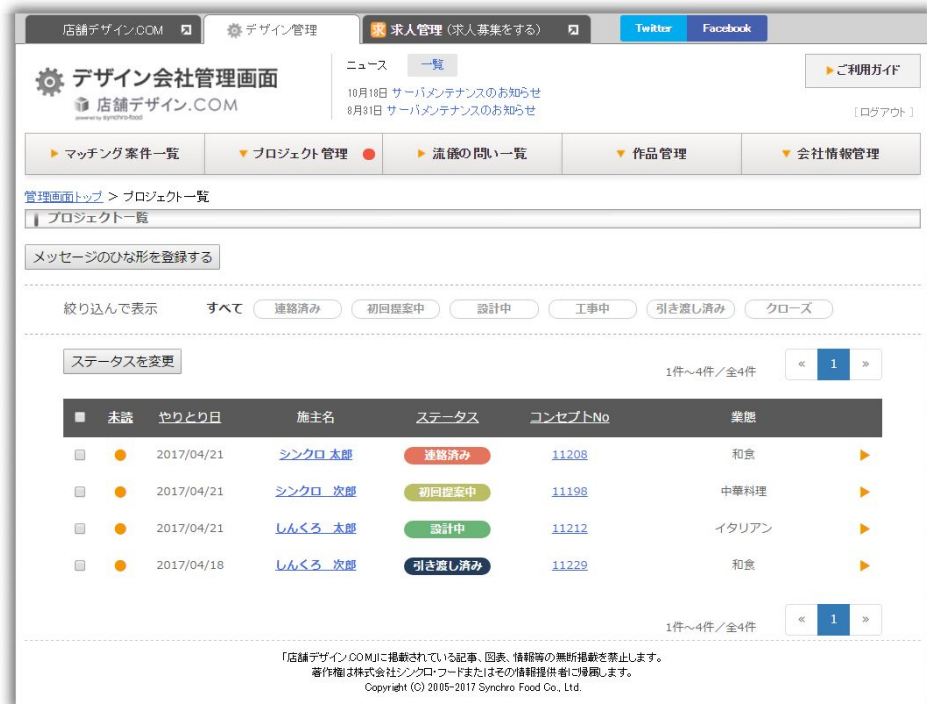 店舗デザイン.COM デザイン管理 求 求人管理 (求人募集をする) Twitter Facebook
デザイン会社管理画面
店舗デザイン.COM
powered by synchro-food
ニュース 一覧
10月18日 サーバメンテナンスのお知らせ
8月31日 サーバメンテナンスのお知らせ
ご利用ガイド
[ログアウト]
マッチング案件一覧 プロジェクト管理 流儀の問い一覧 作品管理 会社情報管理
管理画面トップ > プロジェクト一覧
プロジェクト一覧
メッセージのひな形を登録する
絞り込んで表示 すべて 連絡済み 初回提案中 設計中 工事中 引き渡し済み クローズ
ステータスを変更
1件～4件／全4件 « 1 »
未読 やりとり日 施主名 ステータス コンセプトNo 業態
2017/04/21 シンクロ 太郎 連絡済み 11208 和食
2017/04/21 シンクロ 次郎 初回提案中 11198 中華料理
2017/04/21 しんくろ 太郎 設計中 11212 イタリアン
2017/04/18 しんくろ 次郎 引き渡し済み 11229 和食
1件～4件／全4件 « 1 »
「店舗デザイン.COM」に掲載されている記事、図表、情報等の無断掲載を禁止します。
著作権は株式会社シンクロ・フードまたはその情報提供者に帰属します。
Copyright (C) 2005-2017 Synchro Food Co., Ltd.